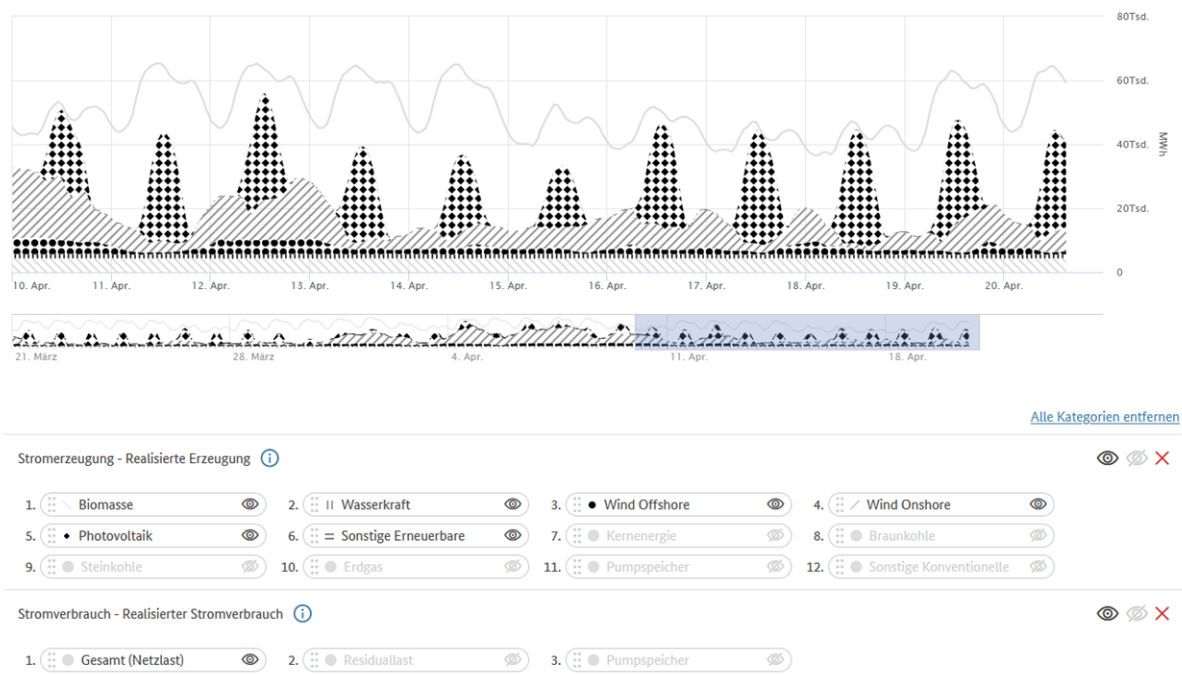 80Tsd.
60Tsd.
40Tsd.
20Tsd.
0
MWh
10. Apr. 11. Apr. 12. Apr. 13. Apr. 14. Apr. 15. Apr. 16. Apr. 17. Apr. 18. Apr. 19. Apr. 20. Apr.
21. März 28. März 4. Apr. 11. Apr. 18. Apr.
Alle Kategorien entfernen
Stromerzeugung - Realisierte Erzeugung
1. Biomasse 2. Wasserkraft 3. Wind Offshore 4. Wind Onshore
5. Photovoltaik 6. Sonstige Erneuerbare 7. Kernenergie 8. Braunkohle
9. Steinkohle 10. Erdgas 11. Pumpspeicher 12. Sonstige Konventionelle
Stromverbrauch - Realisierter Stromverbrauch
1. Gesamt (Netzlast) 2. Residuallast 3. Pumpspeicher